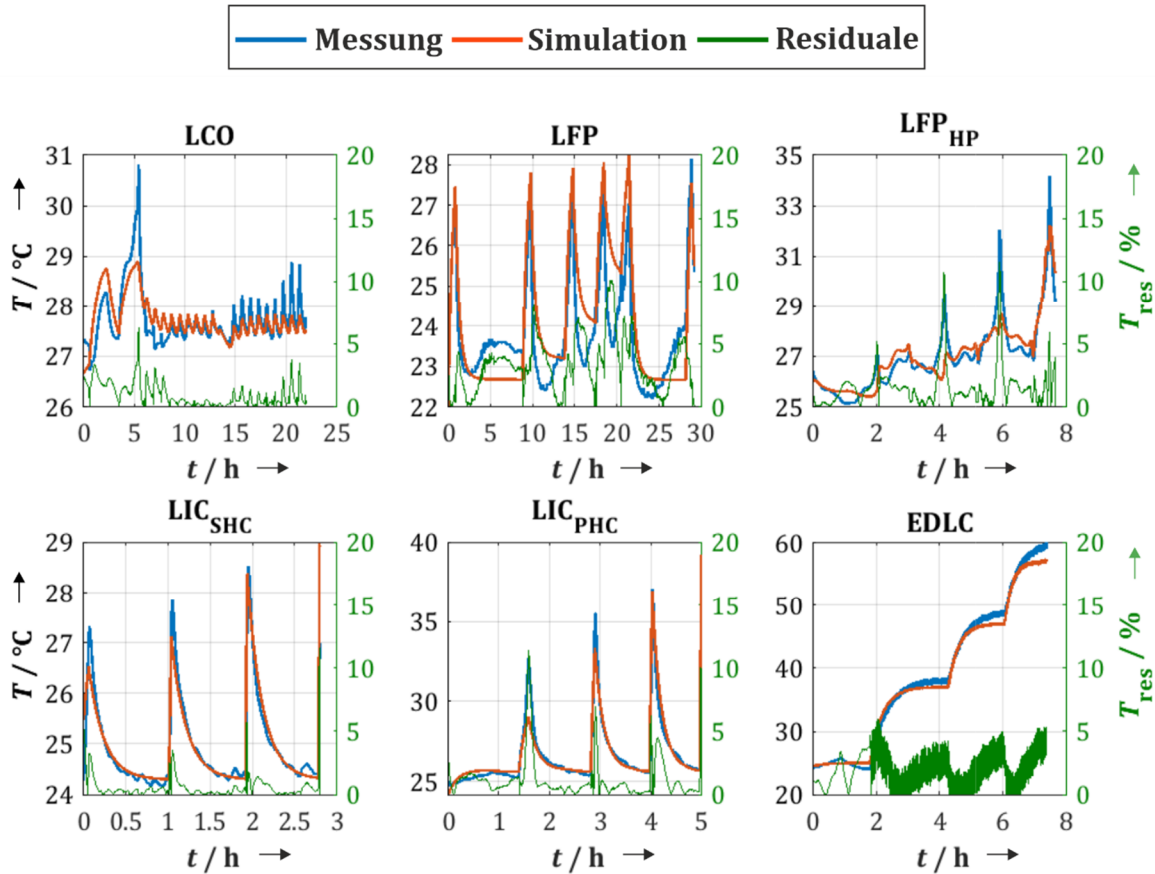 Messung Simulation Residuale
LCO LFP LFP_HP
31 20 28 20 35 20
30 27 33
29 15 26 15 31 15
28 10 25 10 29 10
27 5 24 5 27 5
26 0 23 0 25 0
22
T / °C → T_res / % →
0 5 10 15 20 25 0 5 10 15 20 25 30 0 2 4 6 8
t / h → t / h → t / h →
LIC_SHC LIC_PHC EDLC
29 20 40 20 60 20
28 15 35 15 50 15
27
26 10 30 10 40 10
25 5 5 30 5
24 0 25 0 20 0
T / °C → T_res / % →
0 0.5 1 1.5 2 2.5 3 0 1 2 3 4 5 0 2 4 6 8
t / h → t / h → t / h →